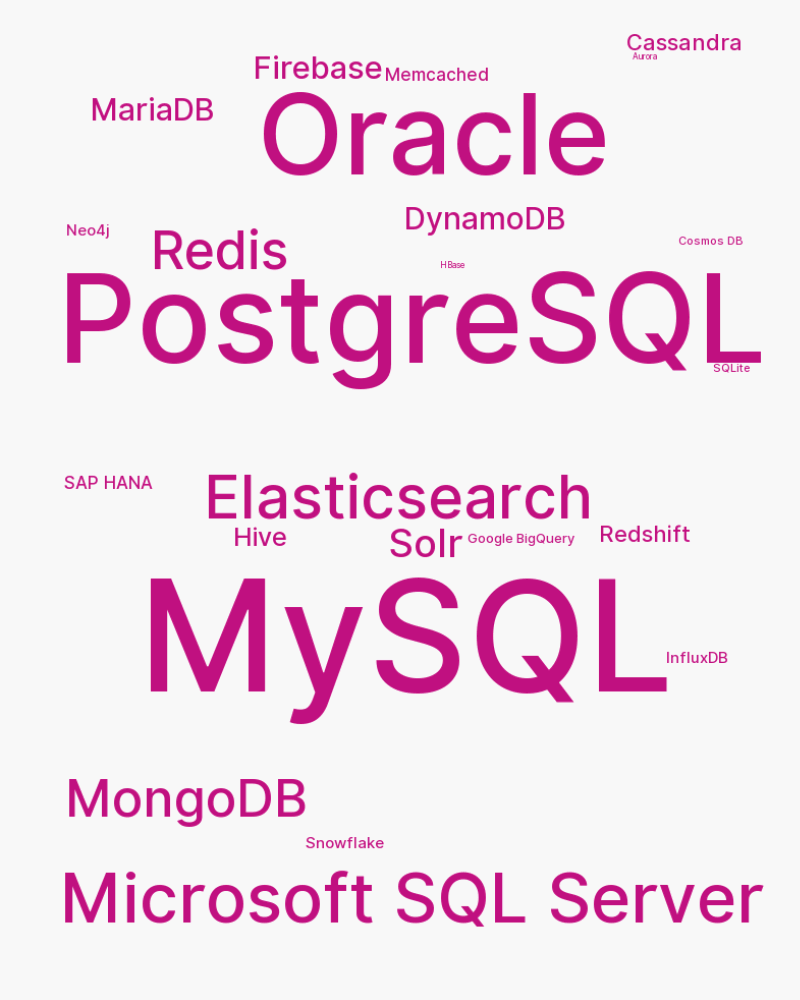 Cassandra
Aurora
Firebase
Memcached
MariaDB
Oracle
DynamoDB
Neo4j
Redis
Cosmos DB
HBase
PostgreSQL
SQLite
SAP HANA
Elasticsearch
Hive
Solr
Google BigQuery
Redshift
MySQL
InfluxDB
MongoDB
Snowflake
Microsoft SQL Server